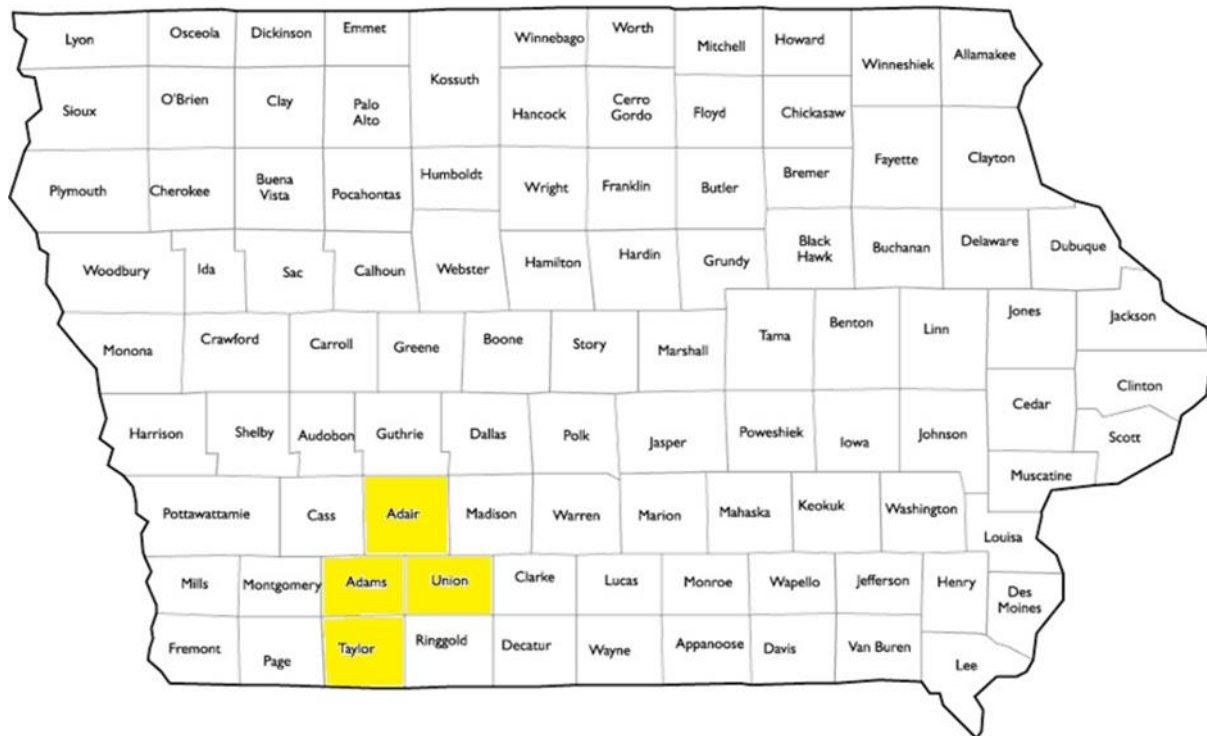 Lyon
Osceola
Dickinson
Emmet
Kossuth
Winnebago
Worth
Mitchell
Howard
Winneshiek
Allamakee
Sioux
O'Brien
Clay
Palo
Alto
Hancock
Cerro
Gordo
Floyd
Chickasaw
Fayette
Clayton
Plymouth
Cherokee
Buena
Vista
Pocahontas
Humboldt
Wright
Franklin
Butler
Bremer
Woodbury
Ida
Sac
Calhoun
Webster
Hamilton
Hardin
Grundy
Black
Hawk
Buchanan
Delaware
Dubuque
Monona
Crawford
Carroll
Greene
Boone
Story
Marshall
Tama
Benton
Linn
Jones
Jackson
Clinton
Harrison
Shelby
Audobon
Guthrie
Dallas
Polk
Jasper
Poweshiek
Iowa
Johnson
Cedar
Scott
Muscatine
Pottawattamie
Cass
Adair
Madison
Warren
Marion
Mahaska
Keokuk
Washington
Louisa
Mills
Montgomery
Adams
Union
Clarke
Lucas
Monroe
Wapello
Jefferson
Henry
Des
Moines
Fremont
Page
Taylor
Ringgold
Decatur
Wayne
Appanoose
Davis
Van Buren
Lee